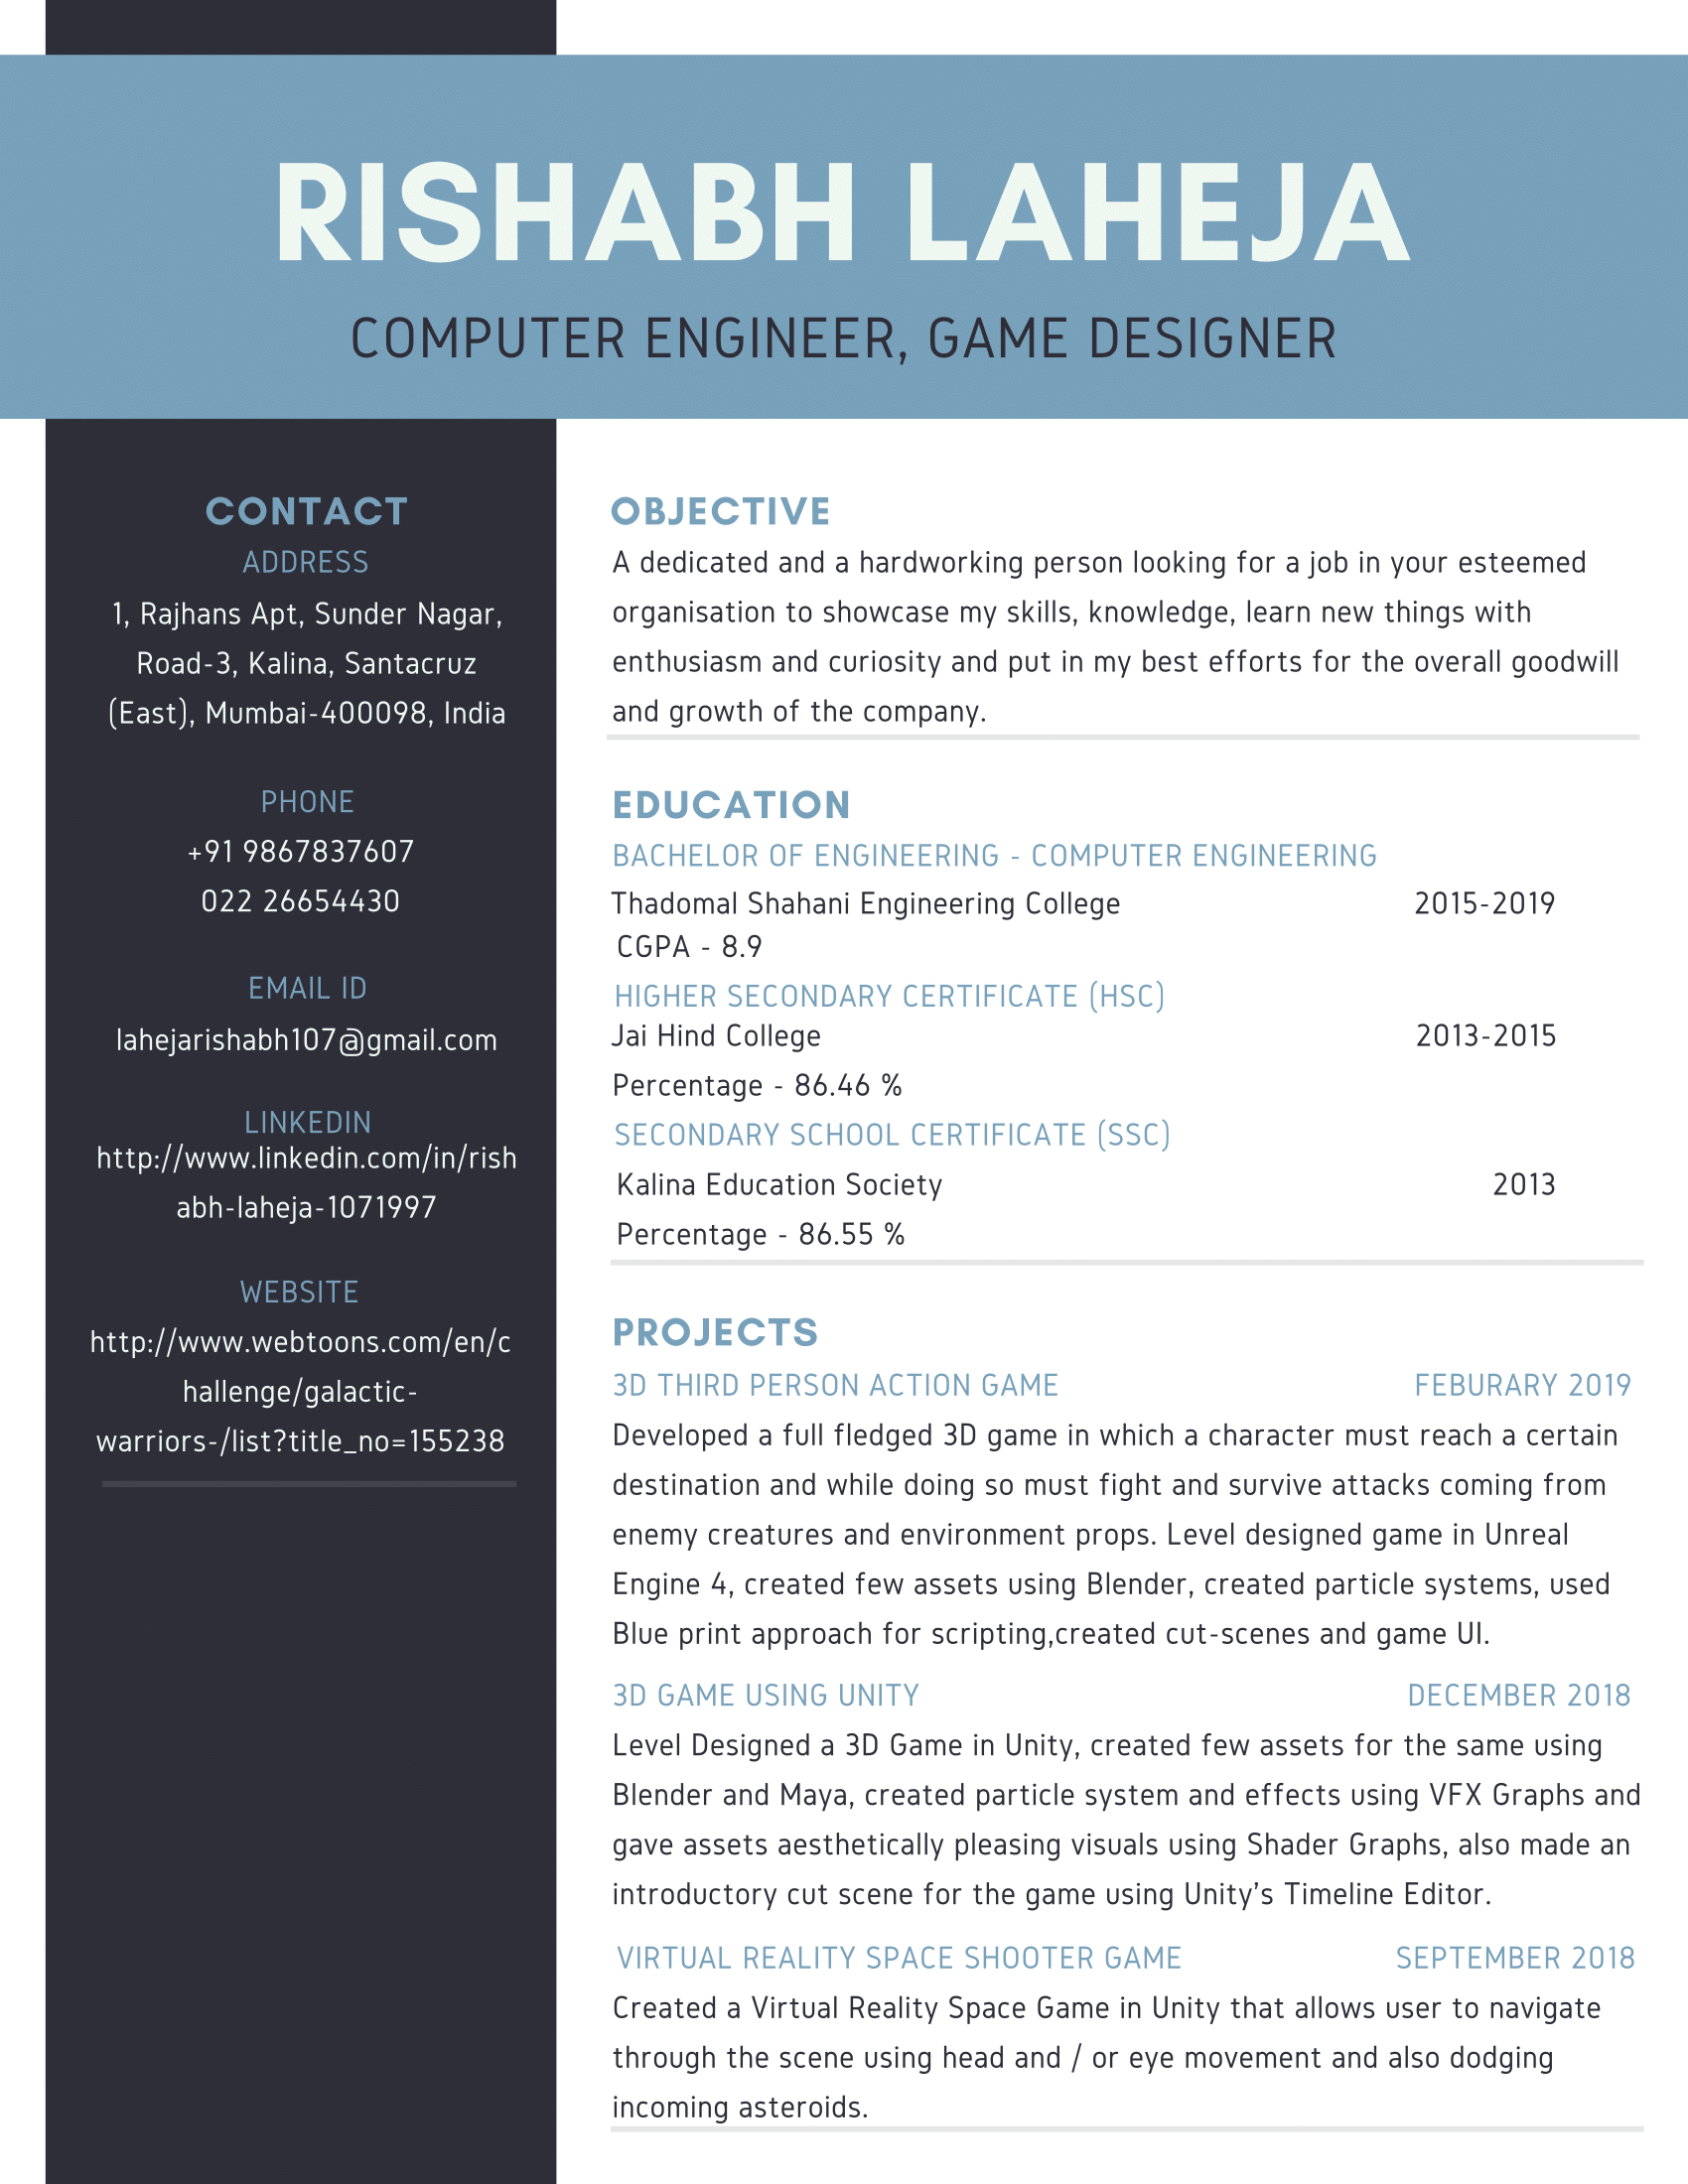 RISHABH LAHEJA
COMPUTER ENGINEER, GAME DESIGNER
CONTACT
ADDRESS
1, Rajhans Apt, Sunder Nagar,
Road-3, Kalina, Santacruz
(East), Mumbai-400098, India
PHONE
+91 9867837607
022 26654430
EMAIL ID
lahejarishabh107@gmail.com
LINKEDIN
http://www.linkedin.com/in/rish
abh-laheja-1071997
WEBSITE
http://www.webtoons.com/en/c
hallenge/galactic-
warriors-/list?title_no=155238
OBJECTIVE
A dedicated and a hardworking person looking for a job in your esteemed
organisation to showcase my skills, knowledge, learn new things with
enthusiasm and curiosity and put in my best efforts for the overall goodwill
and growth of the company.
EDUCATION
BACHELOR OF ENGINEERING - COMPUTER ENGINEERING
Thadomal Shahani Engineering College 2015-2019
CGPA - 8.9
HIGHER SECONDARY CERTIFICATE (HSC)
Jai Hind College 2013-2015
Percentage - 86.46 %
SECONDARY SCHOOL CERTIFICATE (SSC)
Kalina Education Society 2013
Percentage - 86.55 %
PROJECTS
3D THIRD PERSON ACTION GAME FEBURARY 2019
Developed a full fledged 3D game in which a character must reach a certain
destination and while doing so must fight and survive attacks coming from
enemy creatures and environment props. Level designed game in Unreal
Engine 4, created few assets using Blender, created particle systems, used
Blue print approach for scripting,created cut-scenes and game UI.
3D GAME USING UNITY DECEMBER 2018
Level Designed a 3D Game in Unity, created few assets for the same using
Blender and Maya, created particle system and effects using VFX Graphs and
gave assets aesthetically pleasing visuals using Shader Graphs, also made an
introductory cut scene for the game using Unity’s Timeline Editor.
VIRTUAL REALITY SPACE SHOOTER GAME SEPTEMBER 2018
Created a Virtual Reality Space Game in Unity that allows user to navigate
through the scene using head and / or eye movement and also dodging
incoming asteroids.